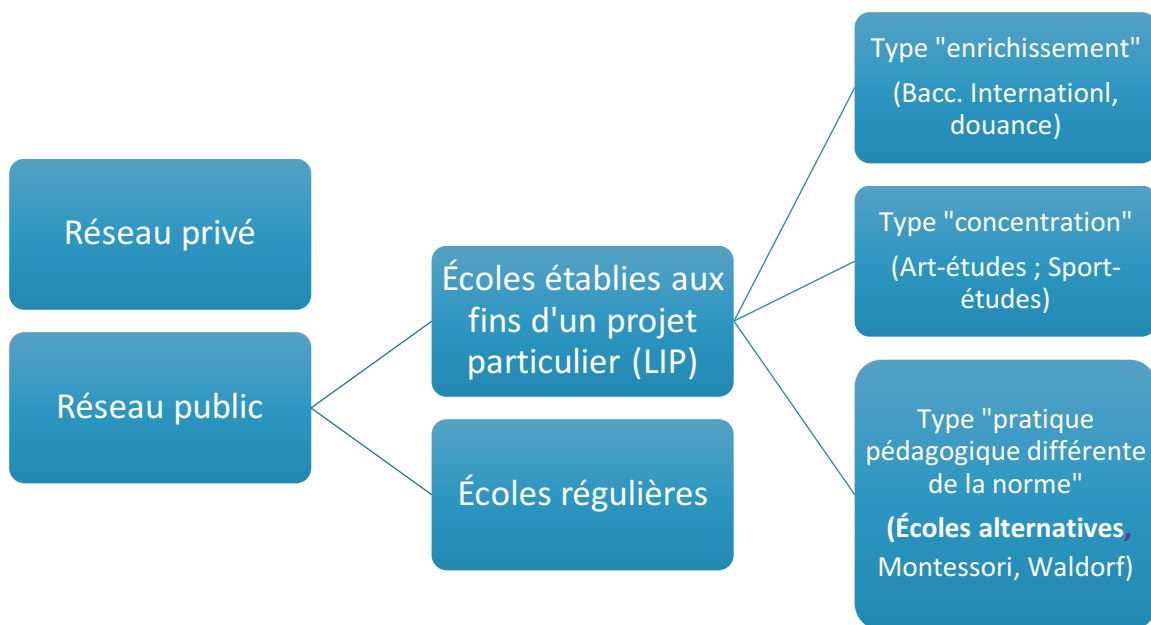 Réseau privé
Réseau public
Écoles établies aux
fins d'un projet
particulier (LIP)
Écoles régulières
Type "enrichissement"
(Bacc. Internationl,
douance)
Type "concentration"
(Art-études ; Sport-
études)
Type "pratique
pédagogique différente
de la norme"
(Écoles alternatives,
Montessori, Waldorf)